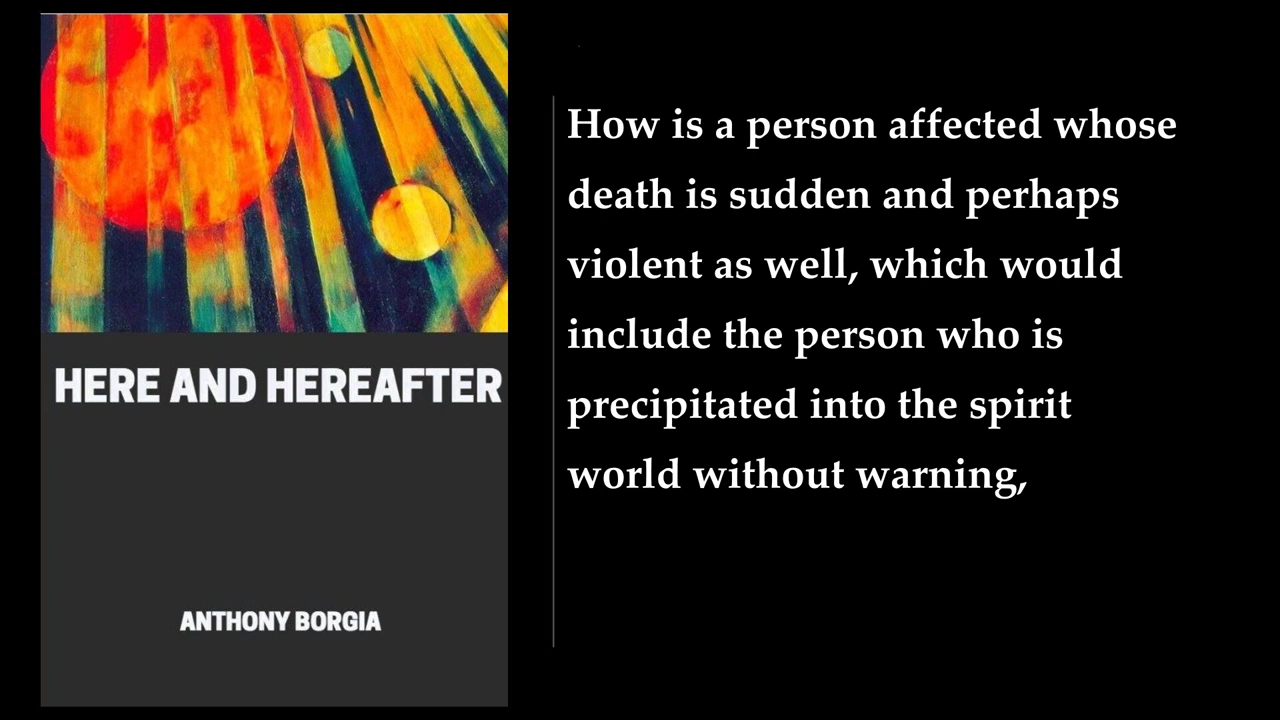 HERE AND HEREAFTER
ANTHONY BORGIA
How is a person affected whose
death is sudden and perhaps
violent as well, which would
include the person who is
precipitated into the spirit
world without warning,